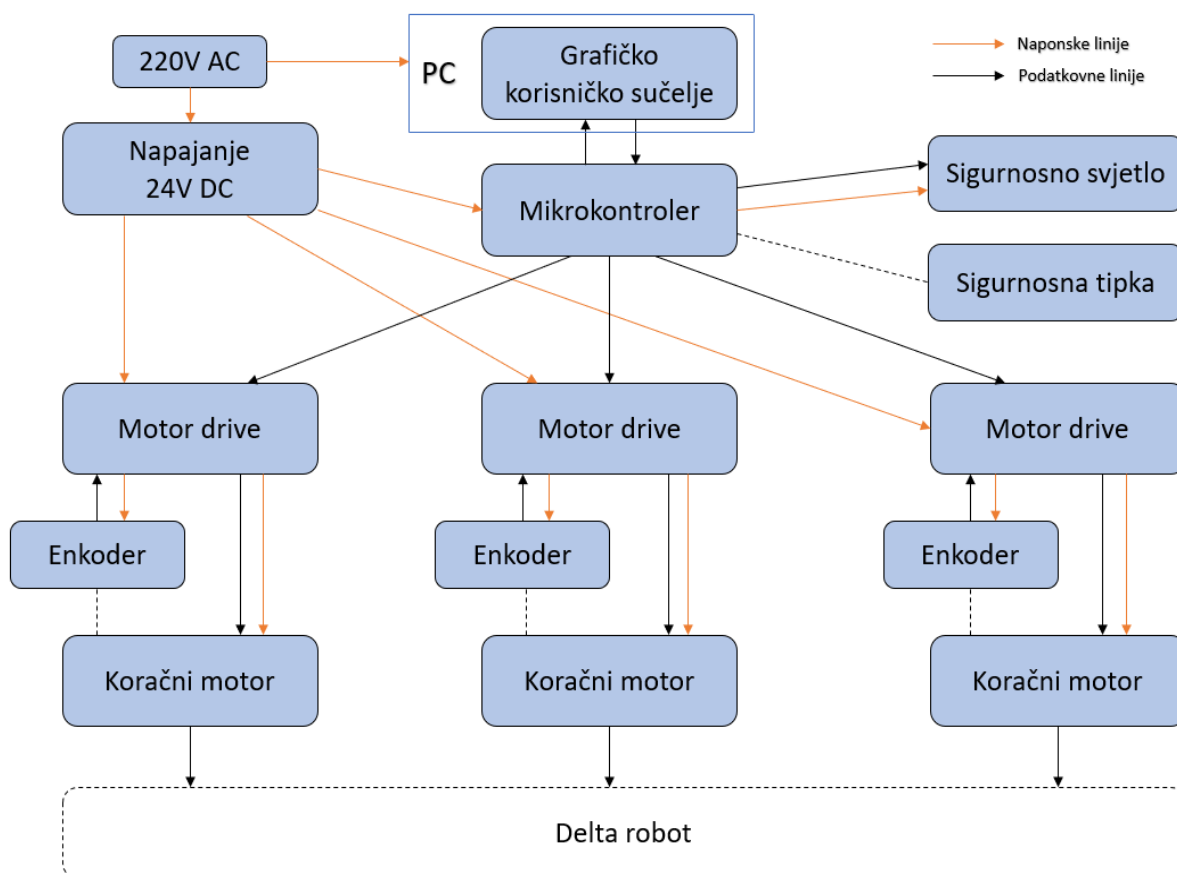 220V AC
PC
Grafičko
korisničko sučelje
Naponske linije
Podatkovne linije
Napajanje
24V DC
Mikrokontroler
Sigurnosno svjetlo
Sigurnosna tipka
Motor drive
Motor drive
Motor drive
Enkoder
Enkoder
Enkoder
Koračni motor
Koračni motor
Koračni motor
Delta robot